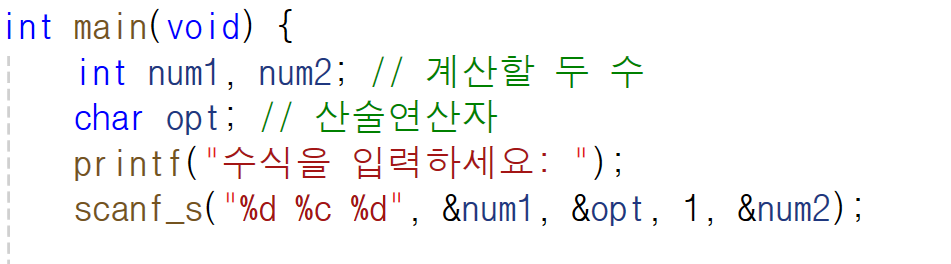 int main(void) {
int num1, num2; // 계산할 두 수
char opt; // 산술연산자
printf("수식을 입력하세요: ");
scanf_s("%d %c %d", &num1, &opt, 1, &num2);